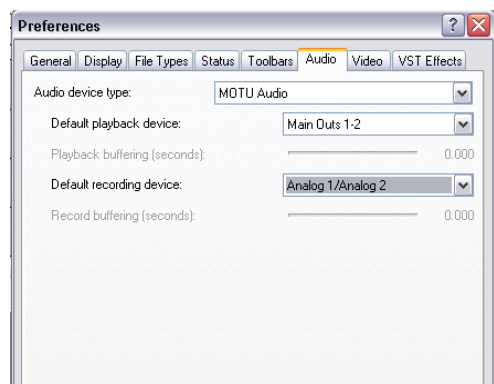 Preferences
General Display File Types Status Toolbars Audio Video VST Effects
Audio device type: MOTU Audio
Default playback device: Main Outs 1-2
Playback buffering (seconds): 0.000
Default recording device: Analog 1/Analog 2
Record buffering (seconds): 0.000